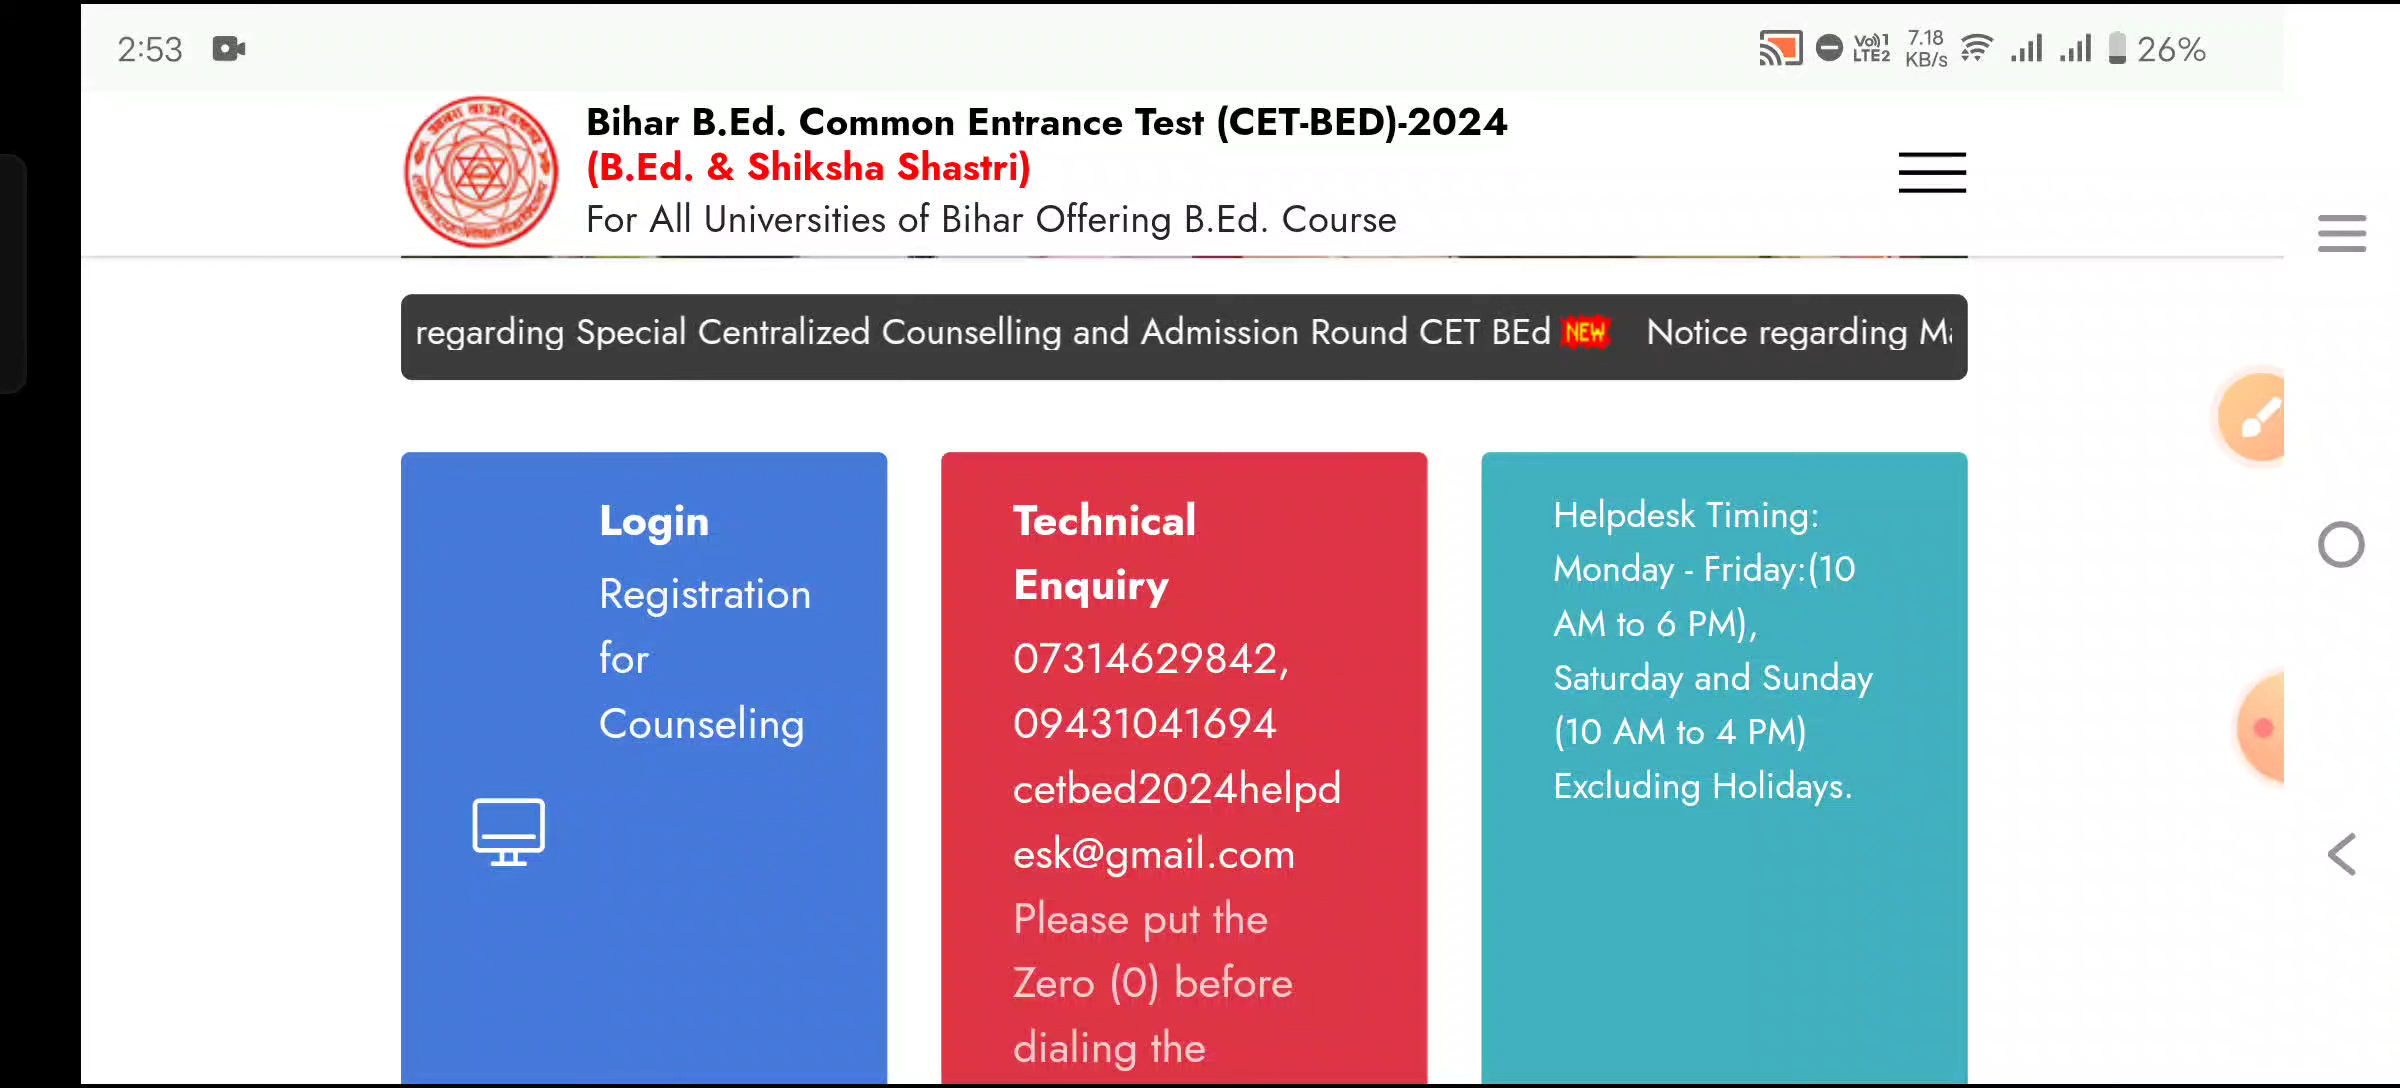 2:53
Vo))1 LTE2
7.18 KB/s
26%
Bihar B.Ed. Common Entrance Test (CET-BED)-2024
(B.Ed. & Shiksha Shastri)
For All Universities of Bihar Offering B.Ed. Course
regarding Special Centralized Counselling and Admission Round CET BEd NEW Notice regarding
Login
Registration
for
Counseling
Technical
Enquiry
07314629842,
09431041694
cetbed2024helpd
esk@gmail.com
Please put the
Zero (0) before
dialing the
Helpdesk Timing:
Monday - Friday:(10
AM to 6 PM),
Saturday and Sunday
(10 AM to 4 PM)
Excluding Holidays.